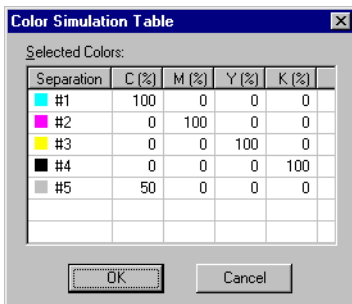 Color Simulation Table
Selected Colors:
Separation C (%) M (%) Y (%) K (%)
#1 100 0 0 0
#2 0 100 0 0
#3 0 0 100 0
#4 0 0 0 100
#5 50 0 0 0
OK Cancel